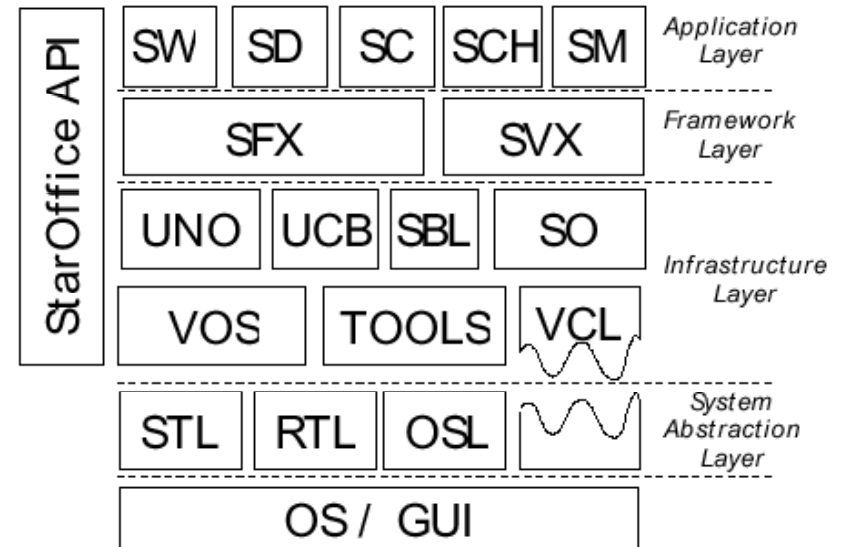 StarOffice API
SW SD SC SCH SM
Application
Layer
SFX SVX
Framework
Layer
UNO UCB SBL SO
Infrastructure
Layer
VOS TOOLS VCL
STL RTL OSL
System
Abstraction
Layer
OS / GUI